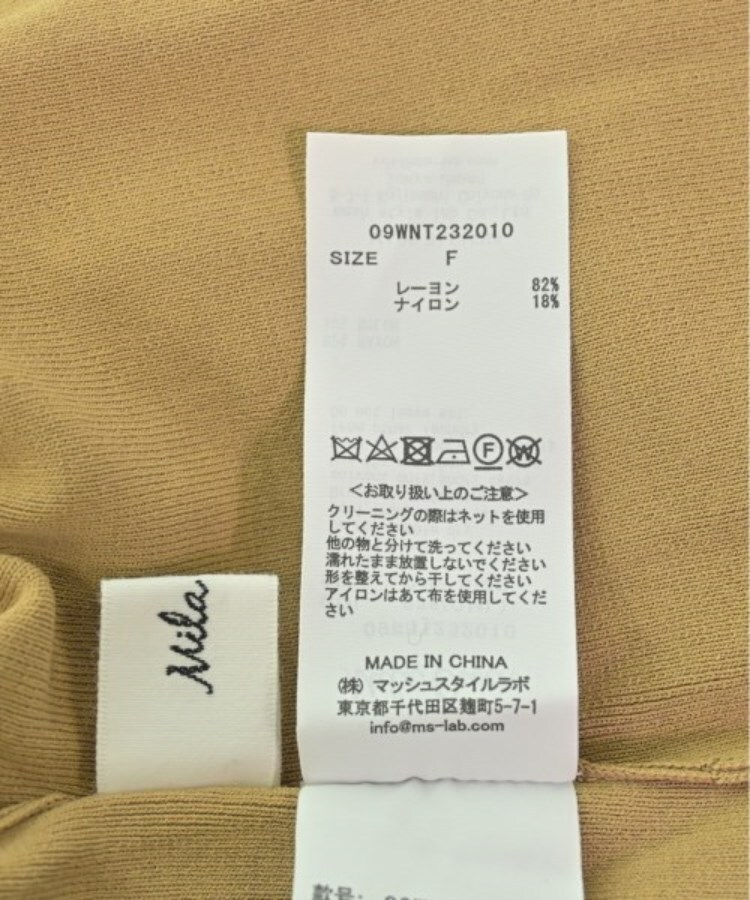 09WNT232010
SIZE F
レーヨン 82%
ナイロン 18%
<お取り扱い上のご注意>
クリーニングの際はネットを使用
してください
他の物と分けて洗ってください
濡れたまま放置しないでください
形を整えてから干してください
アイロンはあて布を使用してくだ
さい
MADE IN CHINA
(株) マッシュスタイルラボ
東京都千代田区麹町5-7-1
info@ms-lab.com
Mila
款号: